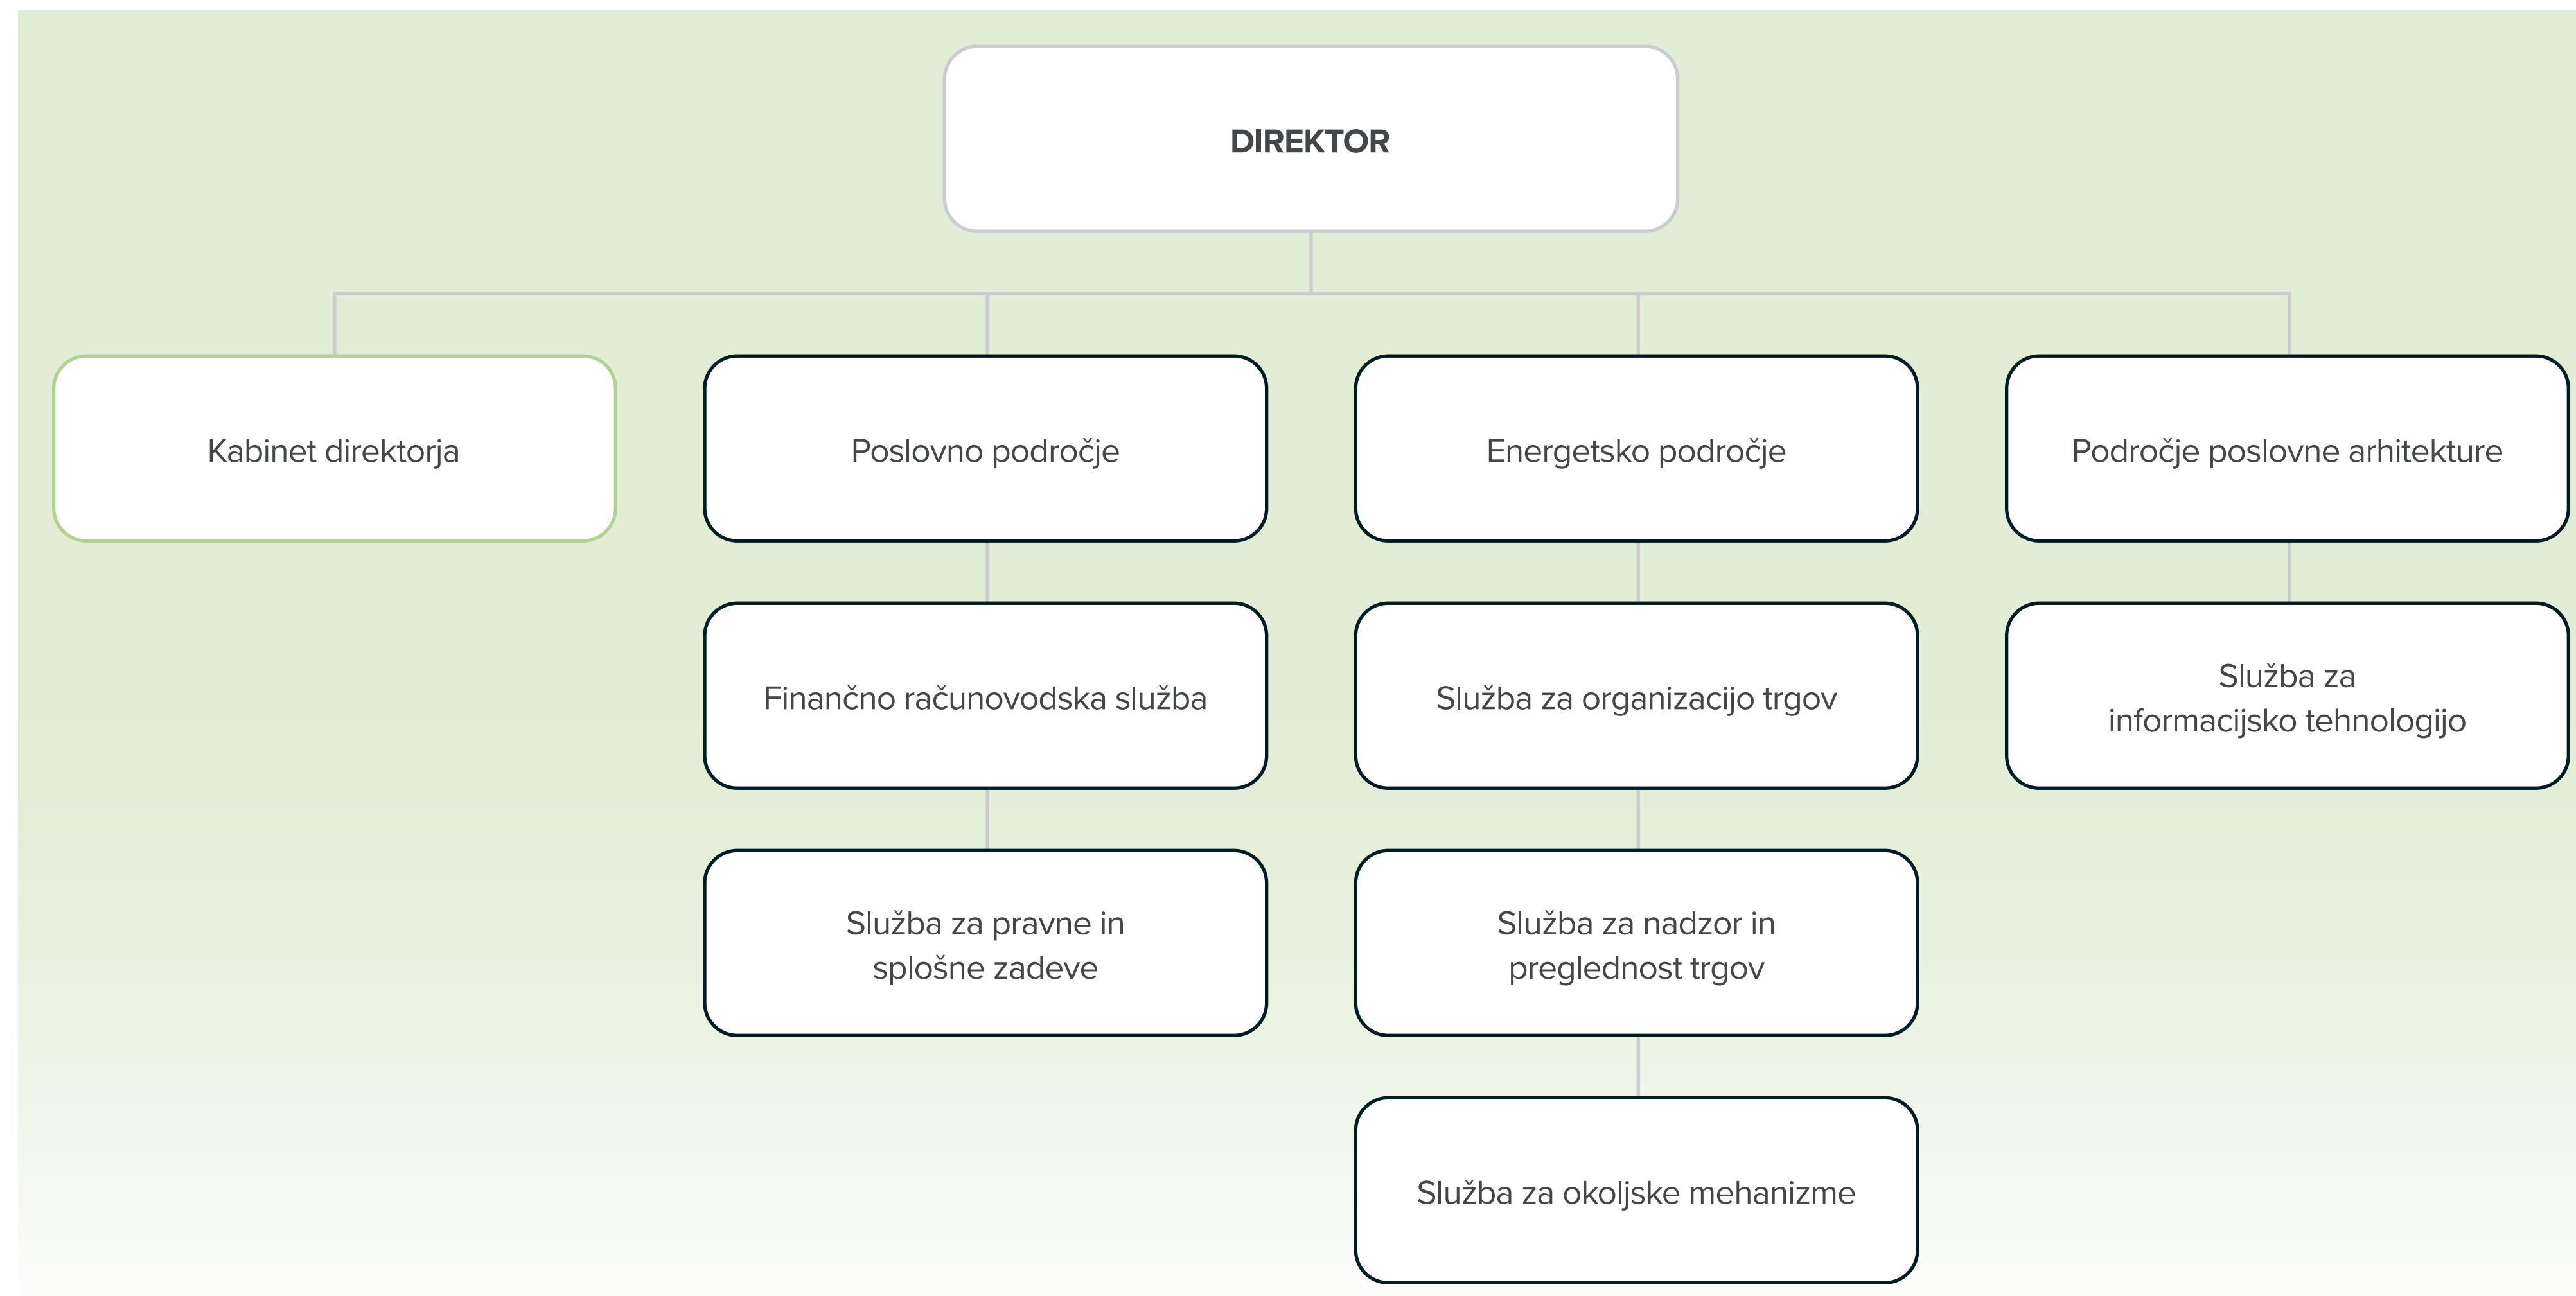 DIREKTOR
Kabinet direktorja
Poslovno področje
Energetsko področje
Področje poslovne arhitekture
Finančno računovodska služba
Služba za organizacijo trgov
Služba za
informacijsko tehnologijo
Služba za pravne in
splošne zadeve
Služba za nadzor in
preglednost trgov
Služba za okoljske mehanizme